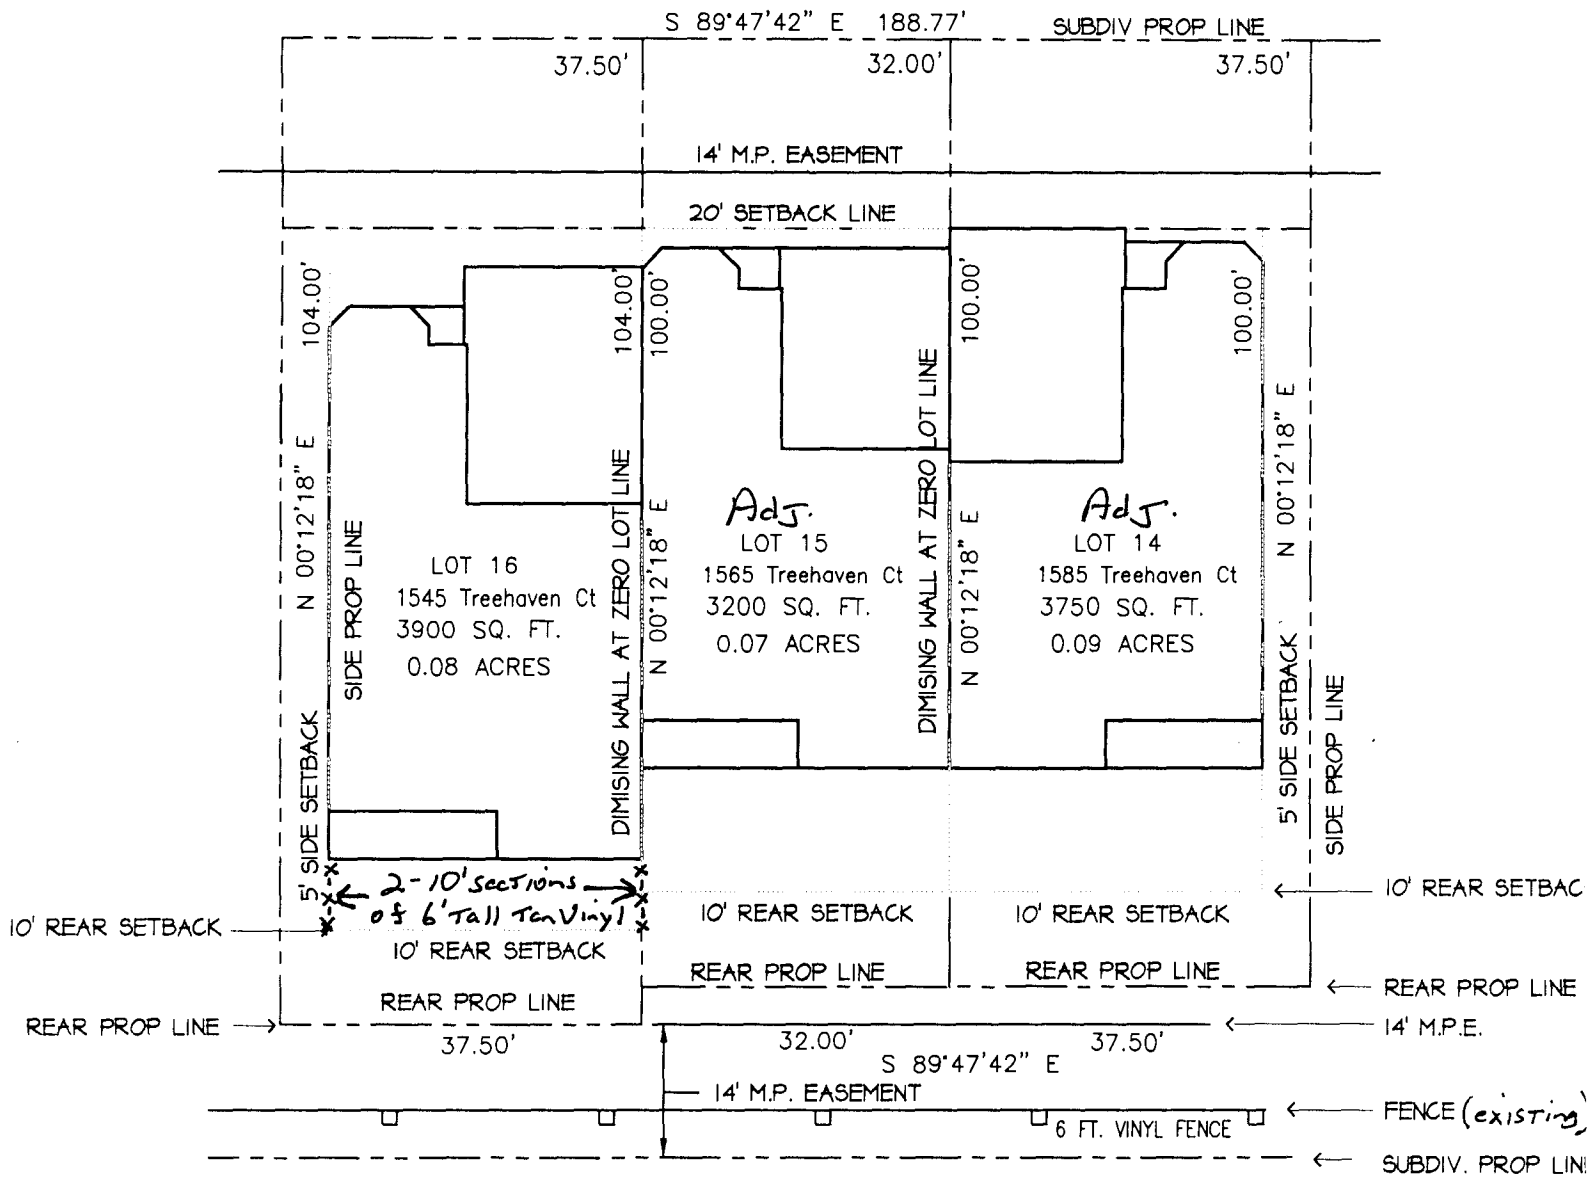 S 89°47'42" E 188.77'
SUBDIV PROP LINE
37.50'
32.00'
37.50'
14' M.P. EASEMENT
20' SETBACK LINE
104.00'
104.00'
100.00'
100.00'
100.00'
N 00°12'18" E
SIDE PROP LINE
5' SIDE SETBACK
DIMISING WALL AT ZERO LOT LINE
N 00°12'18" E
DIMISING WALL AT ZERO LOT LINE
N 00°12'18" E
N 00°12'18" E
5' SIDE SETBACK
SIDE PROP LINE
LOT 16
1545 Treehaven Ct
3900 SQ. FT.
0.08 ACRES
Adj.
LOT 15
1565 Treehaven Ct
3200 SQ. FT.
0.07 ACRES
Adj.
LOT 14
1585 Treehaven Ct
3750 SQ. FT.
0.09 ACRES
2-10' sections
of 6' Tall Tan Vinyl
10' REAR SETBACK
10' REAR SETBACK
10' REAR SETBACK
10' REAR SETBACK
10' REAR SETBAC
REAR PROP LINE
REAR PROP LINE
REAR PROP LINE
REAR PROP LINE
REAR PROP LINE
14' M.P.E.
37.50'
32.00'
37.50'
S 89°47'42" E
14' M.P. EASEMENT
FENCE (existing)
6 FT. VINYL FENCE
SUBDIV. PROP LIN